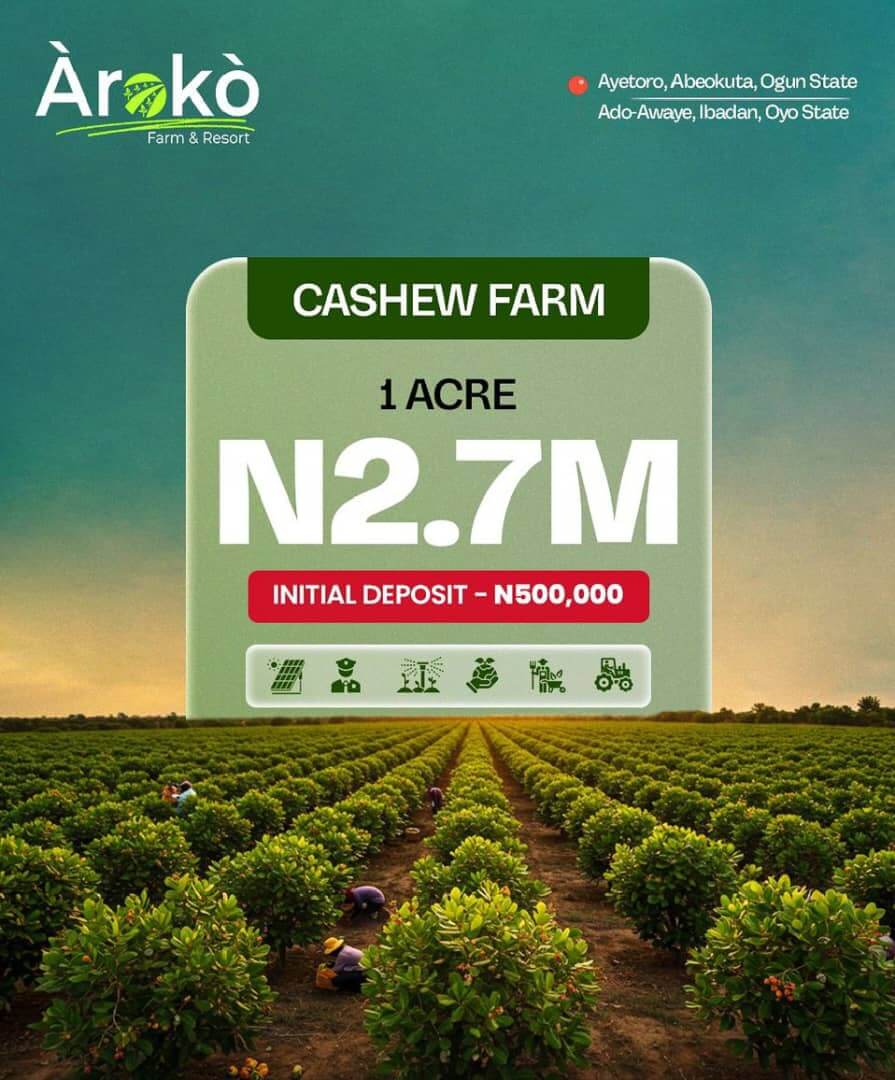 Àrokò
Farm & Resort
Ayetoro, Abeokuta, Ogun State
Ado-Awaye, Ibadan, Oyo State
CASHEW FARM
1 ACRE
N2.7M
INITIAL DEPOSIT - N500,000